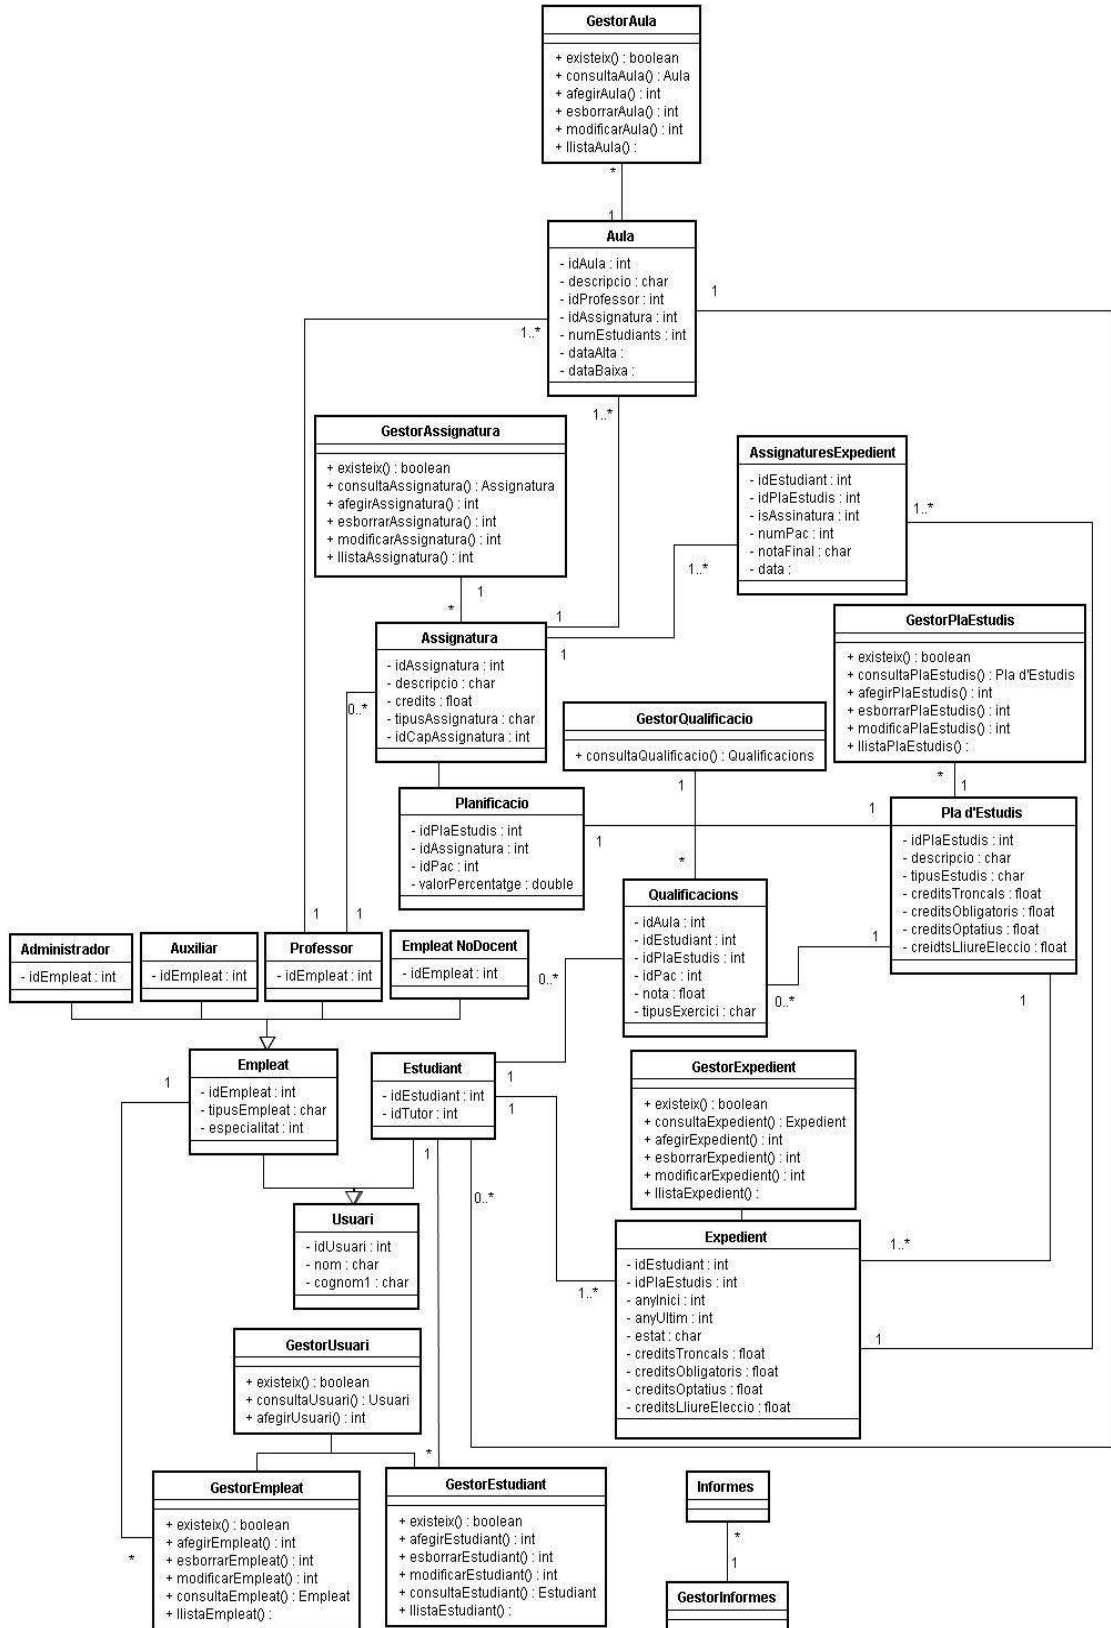 GestorAula
+ existeix() : boolean
+ consultaAula() : Aula
+ afegirAula() : int
+ esborrarAula() : int
+ modificarAula() : int
+ llistaAula() :
*
1
Aula
- idAula : int
- descripcio : char
- idProfessor : int
- idAssignatura : int
- numEstudiants : int
- dataAlta :
- dataBaixa :
1
1..*
1..*
GestorAssignatura
+ existeix() : boolean
+ consultaAssignatura() : Assignatura
+ afegirAssignatura() : int
+ esborrarAssignatura() : int
+ modificarAssignatura() : int
+ llistaAssignatura() : int
AssignaturesExpedient
- idEstudiant : int
- idPlaEstudis : int
- isAssinatura : int
- numPac : int
- notaFinal : char
- data :
1..*
1..*
1
*
1
1
Assignatura
- idAssignatura : int
- descripcio : char
- credits : float
- tipusAssignatura : char
- idCapAssignatura : int
0..*
GestorPlaEstudis
+ existeix() : boolean
+ consultaPlaEstudis() : Pla d'Estudis
+ afegirPlaEstudis() : int
+ esborrarPlaEstudis() : int
+ modificaPlaEstudis() : int
+ llistaPlaEstudis() :
*
1
GestorQualificacio
+ consultaQualificacio() : Qualificacions
1
*
Planificacio
- idPlaEstudis : int
- idAssignatura : int
- idPac : int
- valorPercentatge : double
1
1
Pla d'Estudis
- idPlaEstudis : int
- descripcio : char
- tipusEstudis : char
- creditsTroncals : float
- creditsObligatoris : float
- creditsOptatius : float
- creidtsLliureEleccio : float
1
1
Qualificacions
- idAula : int
- idEstudiant : int
- idPlaEstudis : int
- idPac : int
- nota : float
- tipusExercici : char
0..*
0..*
1
1
Administrador
- idEmpleat : int
Auxiliar
- idEmpleat : int
Professor
- idEmpleat : int
Empleat NoDocent
- idEmpleat : int
Empleat
- idEmpleat : int
- tipusEmpleat : char
- especialitat : int
1
Estudiant
- idEstudiant : int
- idTutor : int
1
1
1
0..*
GestorExpedient
+ existeix() : boolean
+ consultaExpedient() : Expedient
+ afegirExpedient() : int
+ esborrarExpedient() : int
+ modificarExpedient() : int
+ llistaExpedient() :
Usuari
- idUsuari : int
- nom : char
- cognom1 : char
Expedient
- idEstudiant : int
- idPlaEstudis : int
- anyInici : int
- anyUltim : int
- estat : char
- creditsTroncals : float
- creditsObligatoris : float
- creditsOptatius : float
- creditsLliureEleccio : float
1..*
1..*
1
GestorUsuari
+ existeix() : boolean
+ consultaUsuari() : Usuari
+ afegirUsuari() : int
*
GestorEmpleat
+ existeix() : boolean
+ afegirEmpleat() : int
+ esborrarEmpleat() : int
+ modificarEmpleat() : int
+ consultaEmpleat() : Empleat
+ llistaEmpleat() :
*
GestorEstudiant
+ existeix() : boolean
+ afegirEstudiant() : int
+ esborrarEstudiant() : int
+ modificarEstudiant() : int
+ consultaEstudiant() : Estudiant
+ llistaEstudiant() :
Informes
*
1
GestorInformes